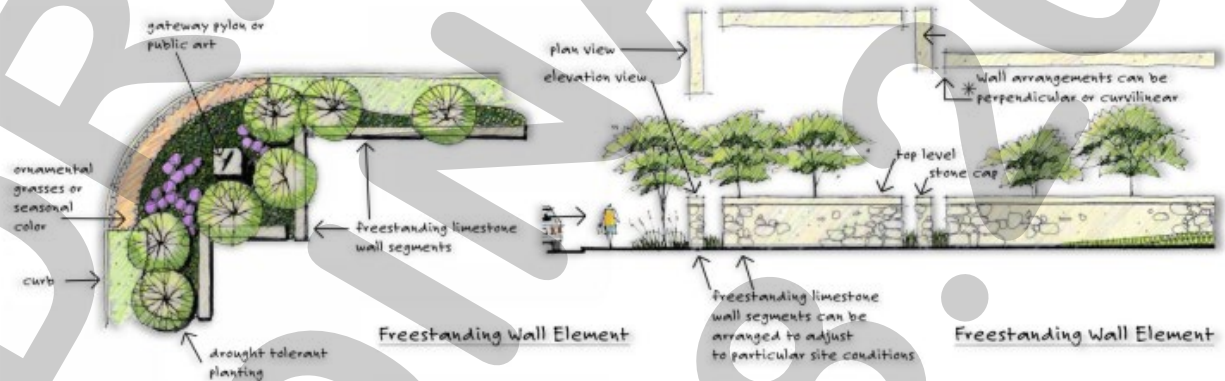 gateway pylon or
public art
ornamental
grasses or
seasonal
color
curb
freestanding limestone
wall segments
drought tolerant
planting
Freestanding Wall Element
plan view
elevation view
* Wall arrangements can be
perpendicular or curvilinear
top level
stone cap
freestanding limestone
wall segments can be
arranged to adjust
to particular site conditions
Freestanding Wall Element